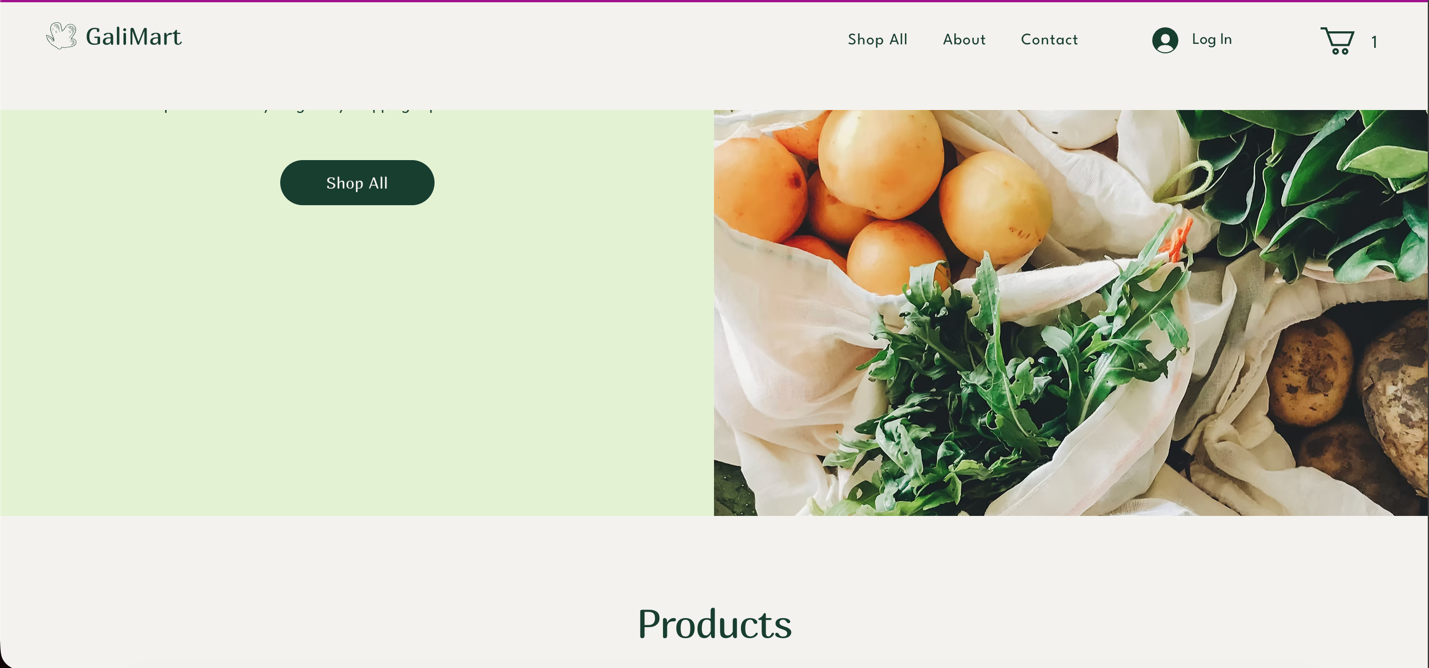 GaliMart
Shop All
About
Contact
Log In
1
Shop All
Products